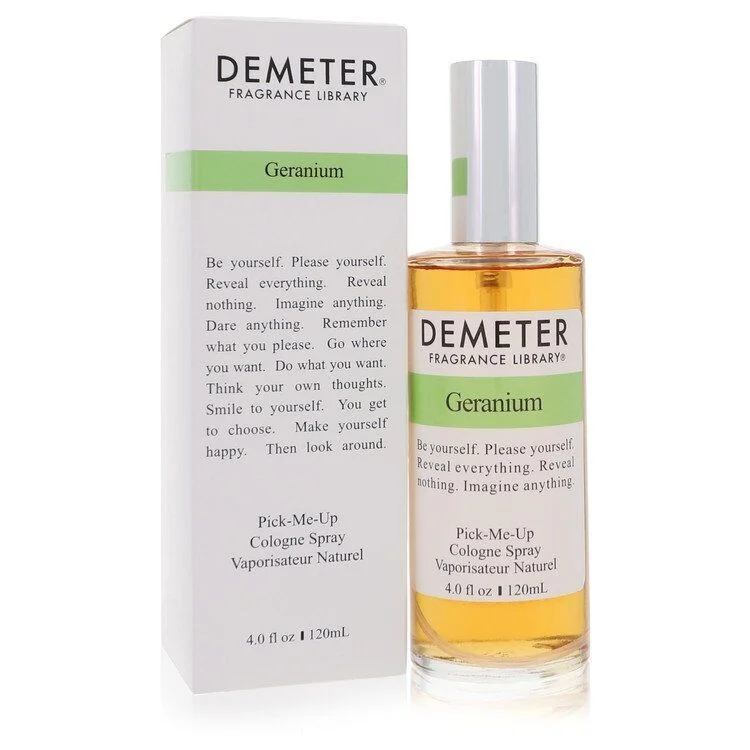 DEMETER®
FRAGRANCE LIBRARY
Geranium
Be yourself. Please yourself.
Reveal everything. Reveal
nothing. Imagine anything.
Dare anything. Remember
what you please. Go where
you want. Do what you want.
Think your own thoughts.
Smile to yourself. You get
to choose. Make yourself
happy. Then look around.
Pick-Me-Up
Cologne Spray
Vaporisateur Naturel
4.0 fl oz ▮ 120mL
DEMETER
FRAGRANCE LIBRARY®
Geranium
Be yourself. Please yourself.
Reveal everything. Reveal
nothing. Imagine anything.
Pick-Me-Up
Cologne Spray
Vaporisateur Naturel
4.0 fl oz ▮ 120mL